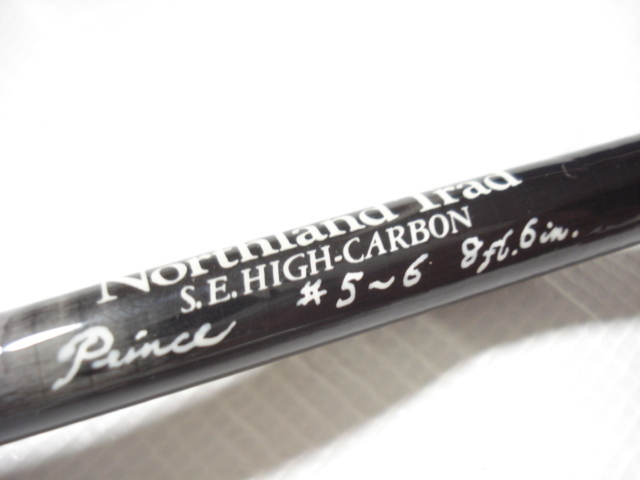 Northland Trad
S.E.HIGH-CARBON
Prince #5~6 8ft.6in.